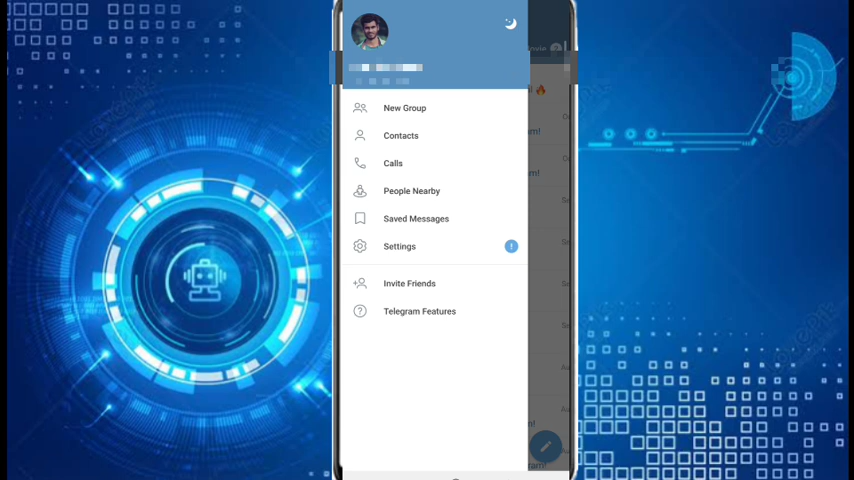 New Group
Contacts
Calls
People Nearby
Saved Messages
Settings
Invite Friends
?
Telegram Features